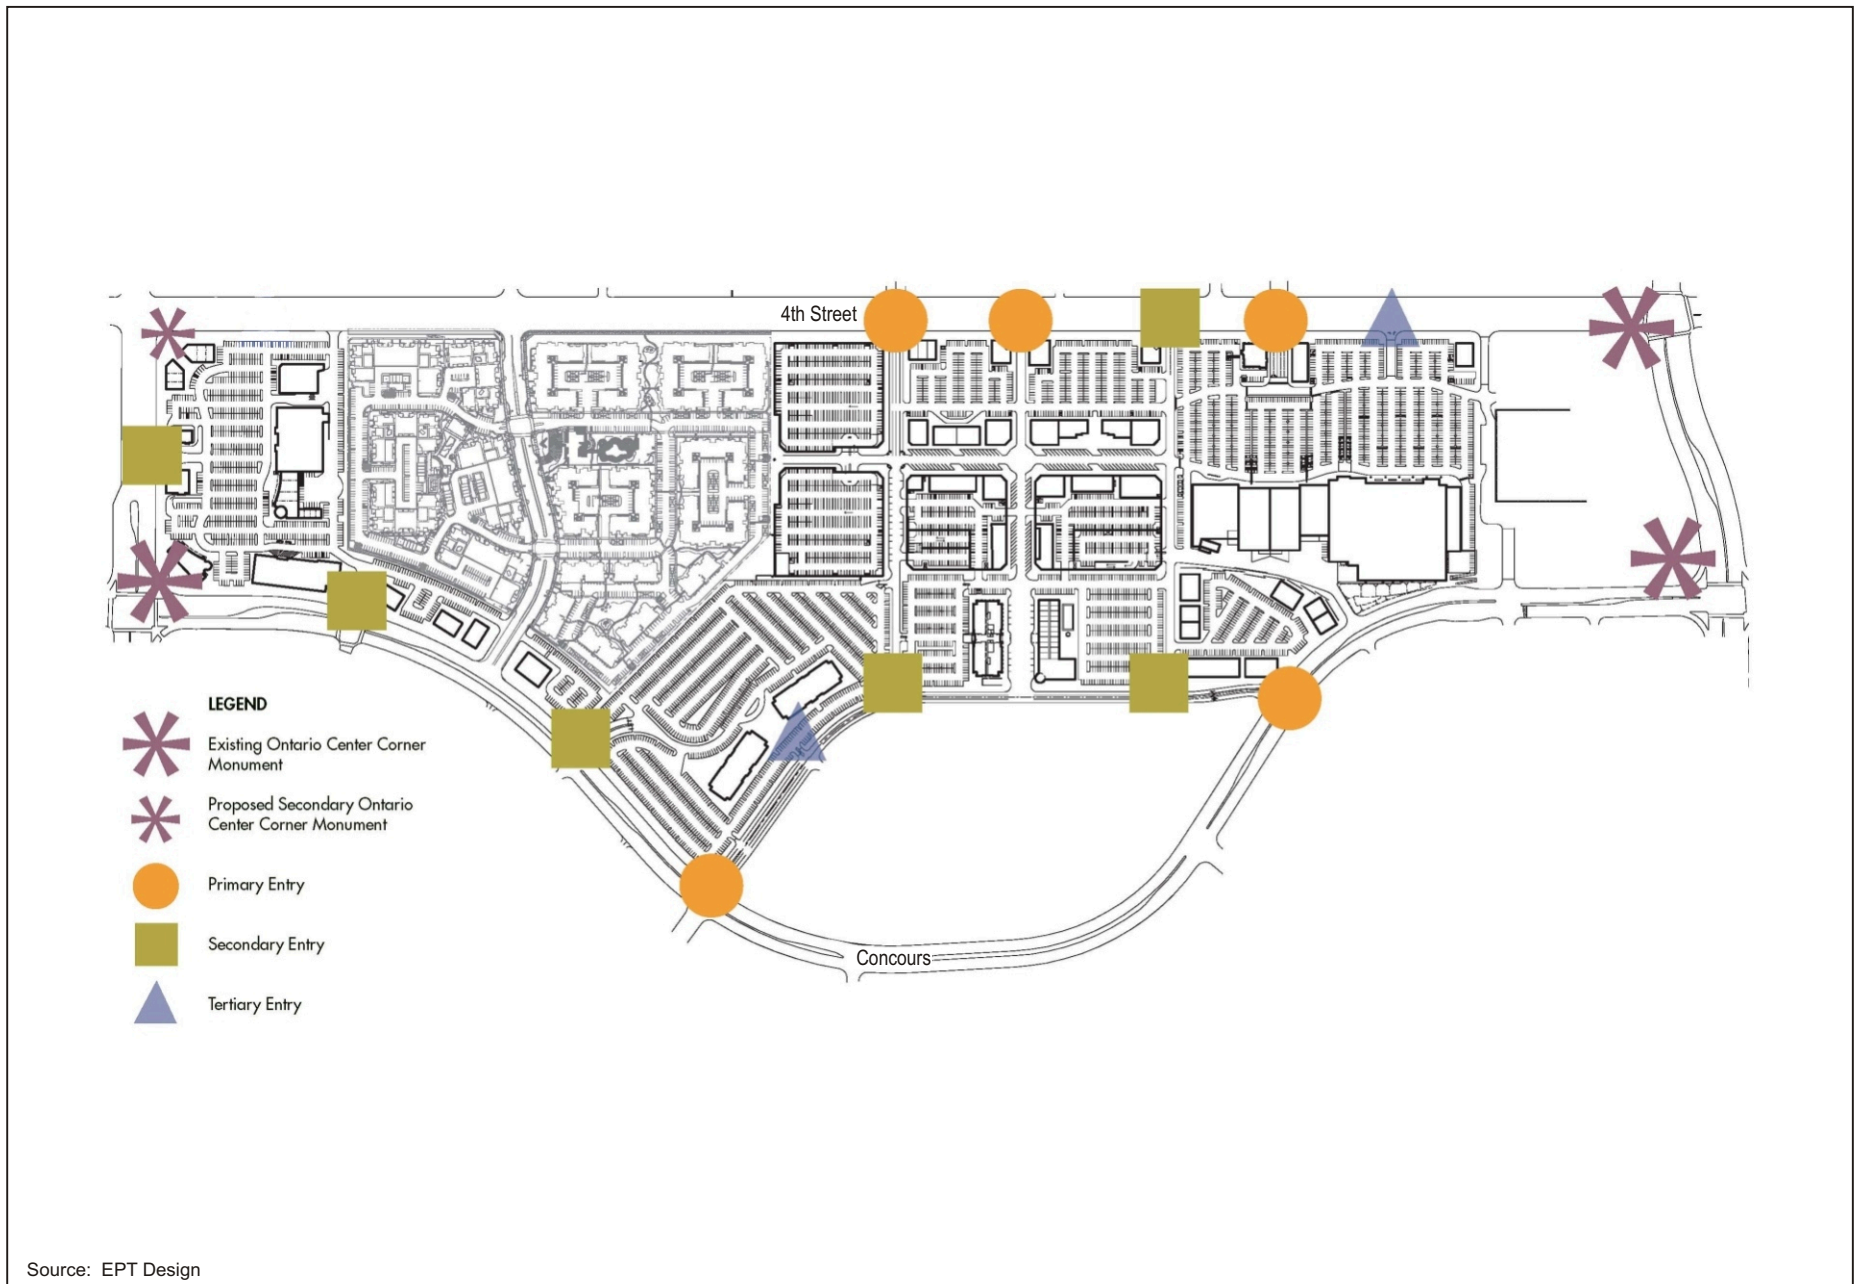 4th Street
LEGEND
Existing Ontario Center Corner
Monument
Proposed Secondary Ontario
Center Corner Monument
Primary Entry
Secondary Entry
Tertiary Entry
Concours
Source: EPT Design